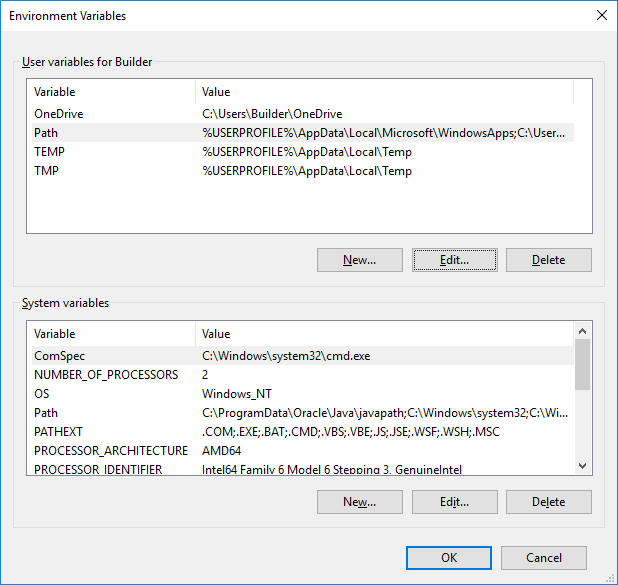 Environment Variables
User variables for Builder
Variable Value
OneDrive C:\Users\Builder\OneDrive
Path %USERPROFILE%\AppData\Local\Microsoft\WindowsApps;C:\User...
TEMP %USERPROFILE%\AppData\Local\Temp
TMP %USERPROFILE%\AppData\Local\Temp
New... Edit... Delete
System variables
Variable Value
ComSpec C:\Windows\system32\cmd.exe
NUMBER_OF_PROCESSORS 2
OS Windows_NT
Path C:\ProgramData\Oracle\Java\javapath;C:\Windows\system32;C:\Wi...
PATHEXT .COM;.EXE;.BAT;.CMD;.VBS;.VBE;.JS;.JSE;.WSF;.WSH;.MSC
PROCESSOR_ARCHITECTURE AMD64
PROCESSOR_IDENTIFIER Intel64 Family 6 Model 6 Stepping 3, GenuineIntel
New... Edit... Delete
OK Cancel